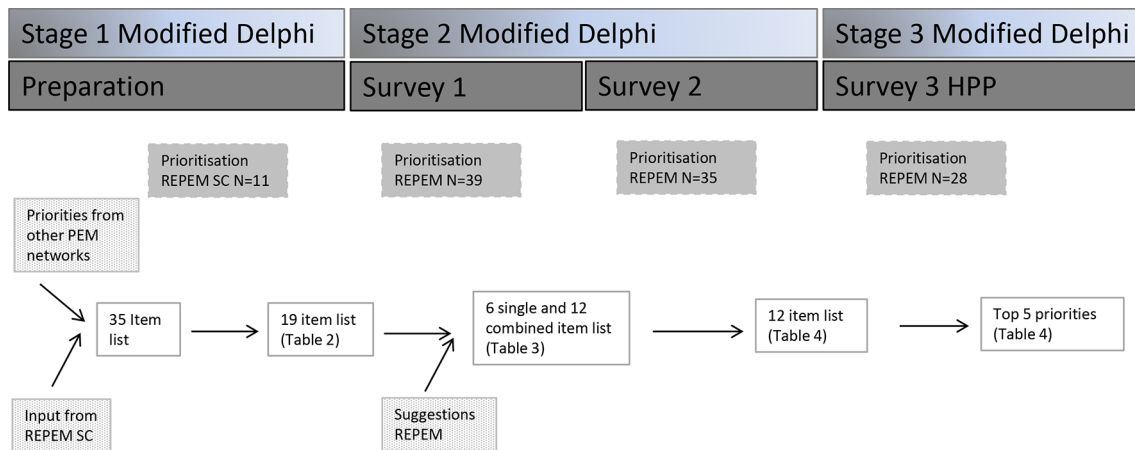 Stage 1 Modified Delphi
Stage 2 Modified Delphi
Stage 3 Modified Delphi
Preparation
Survey 1
Survey 2
Survey 3 HPP
Prioritisation
REPEM SC N=11
Prioritisation
REPEM N=39
Prioritisation
REPEM N=35
Prioritisation
REPEM N=28
Priorities from
other PEM
networks
35 Item
list
19 item list
(Table 2)
6 single and 12
combined item list
(Table 3)
12 item list
(Table 4)
Top 5 priorities
(Table 4)
Input from
REPEM SC
Suggestions
REPEM